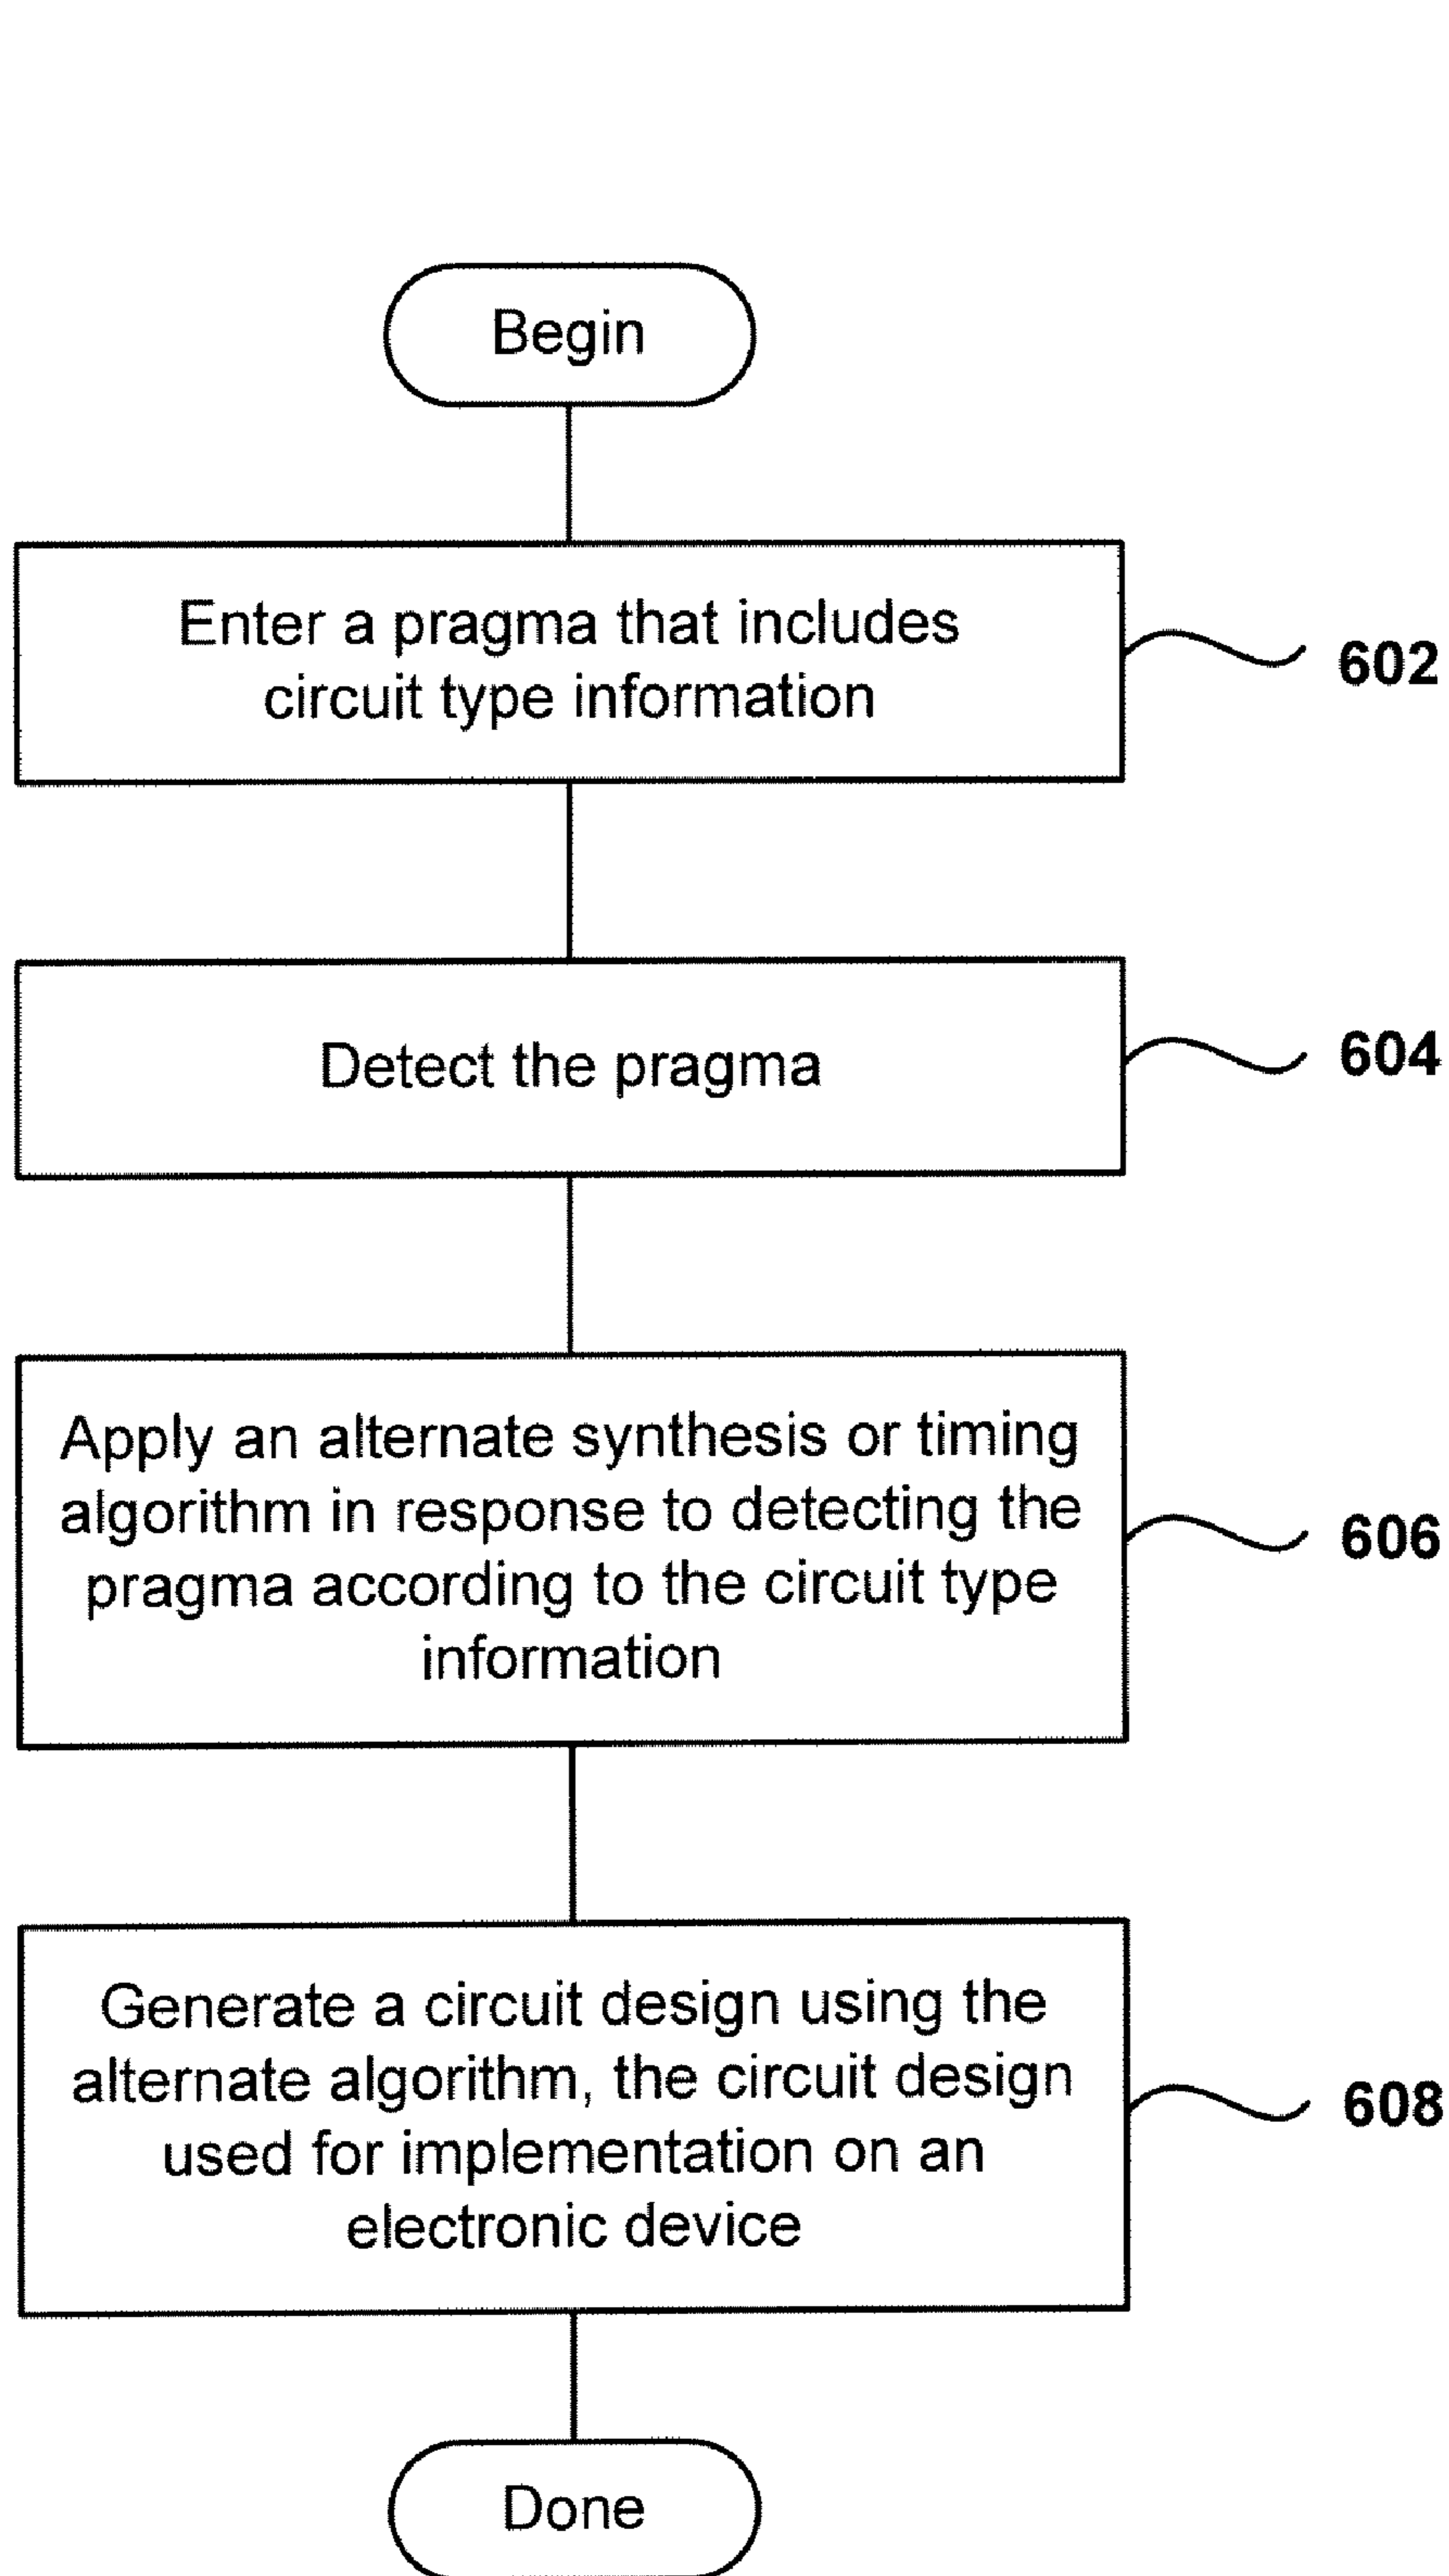 Begin
Enter a pragma that includes
circuit type information
602
Detect the pragma
604
Apply an alternate synthesis or timing
algorithm in response to detecting the
pragma according to the circuit type
information
606
Generate a circuit design using the
alternate algorithm, the circuit design
used for implementation on an
electronic device
608
Done